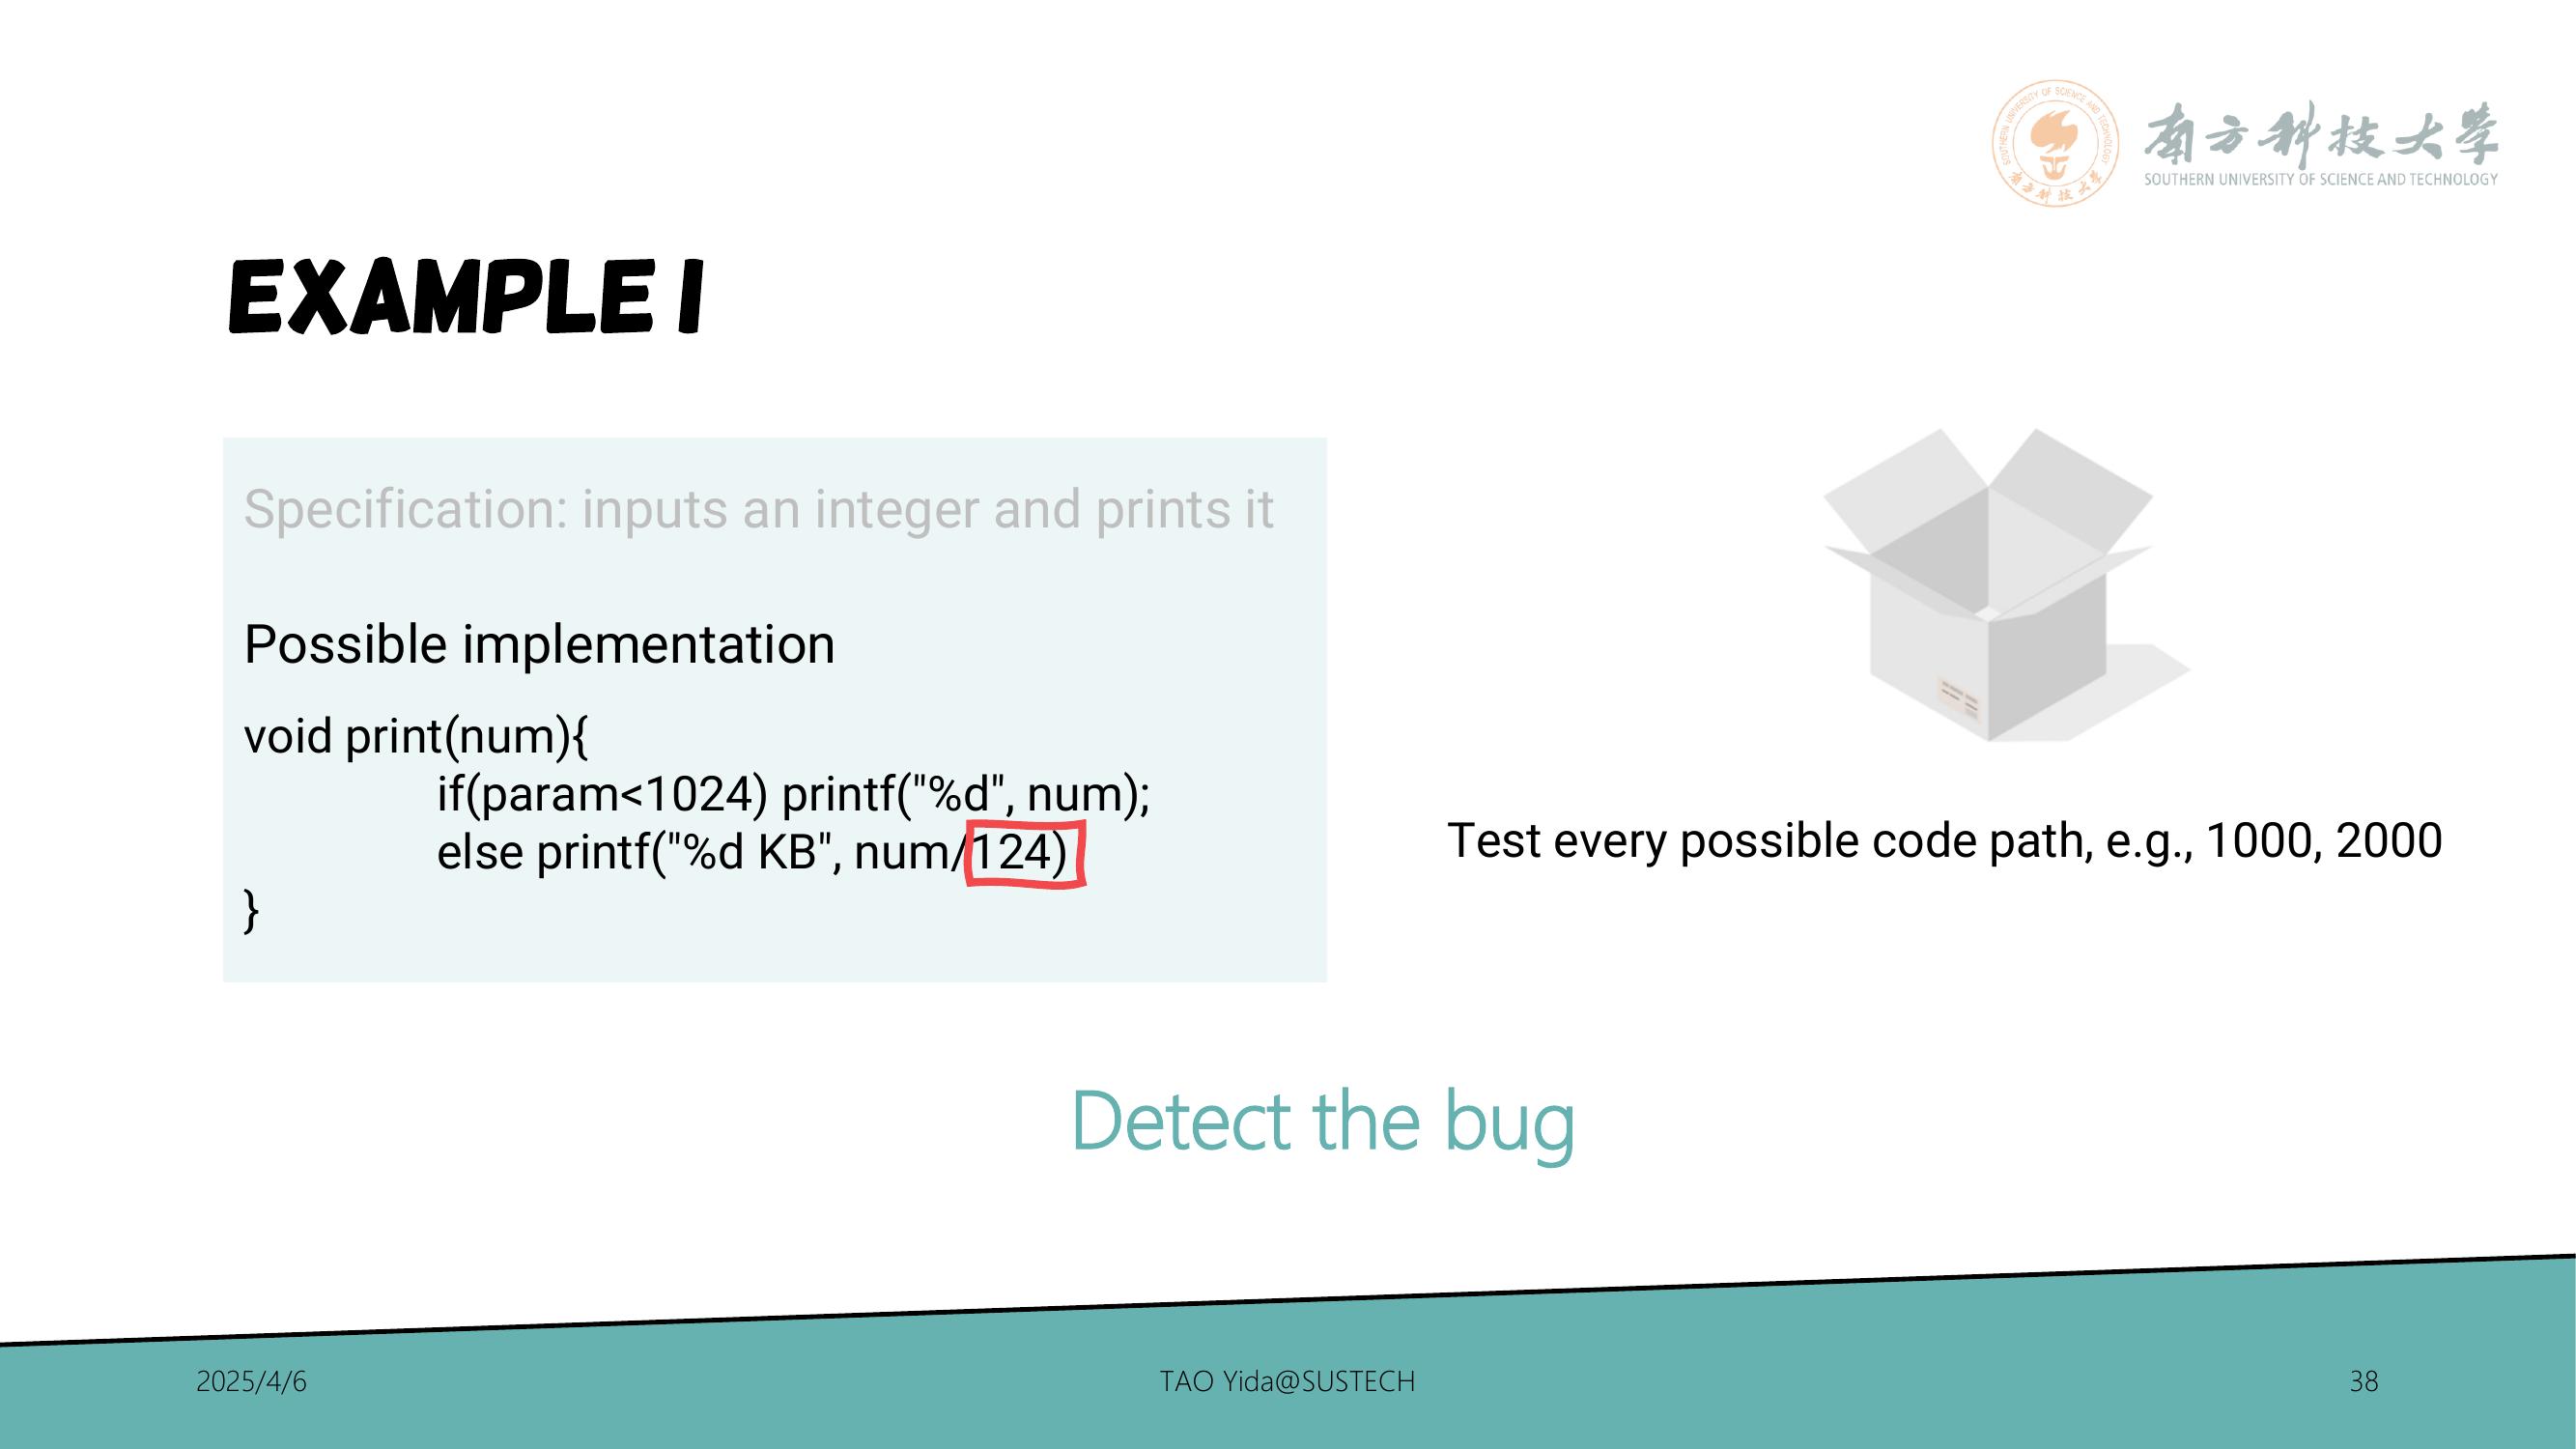 南方科技大学
SOUTHERN UNIVERSITY OF SCIENCE AND TECHNOLOGY
EXAMPLE 1
Specification: inputs an integer and prints it
Possible implementation
void print(num){
if(param<1024) printf("%d", num);
else printf("%d KB", num/124)
}
Test every possible code path, e.g., 1000, 2000
Detect the bug
2025/4/6
TAO Yida@SUSTECH
38